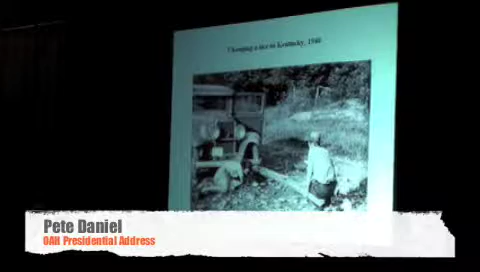 Changing a tire in Kentucky, 1940
Pete Daniel
OAH Presidential Address